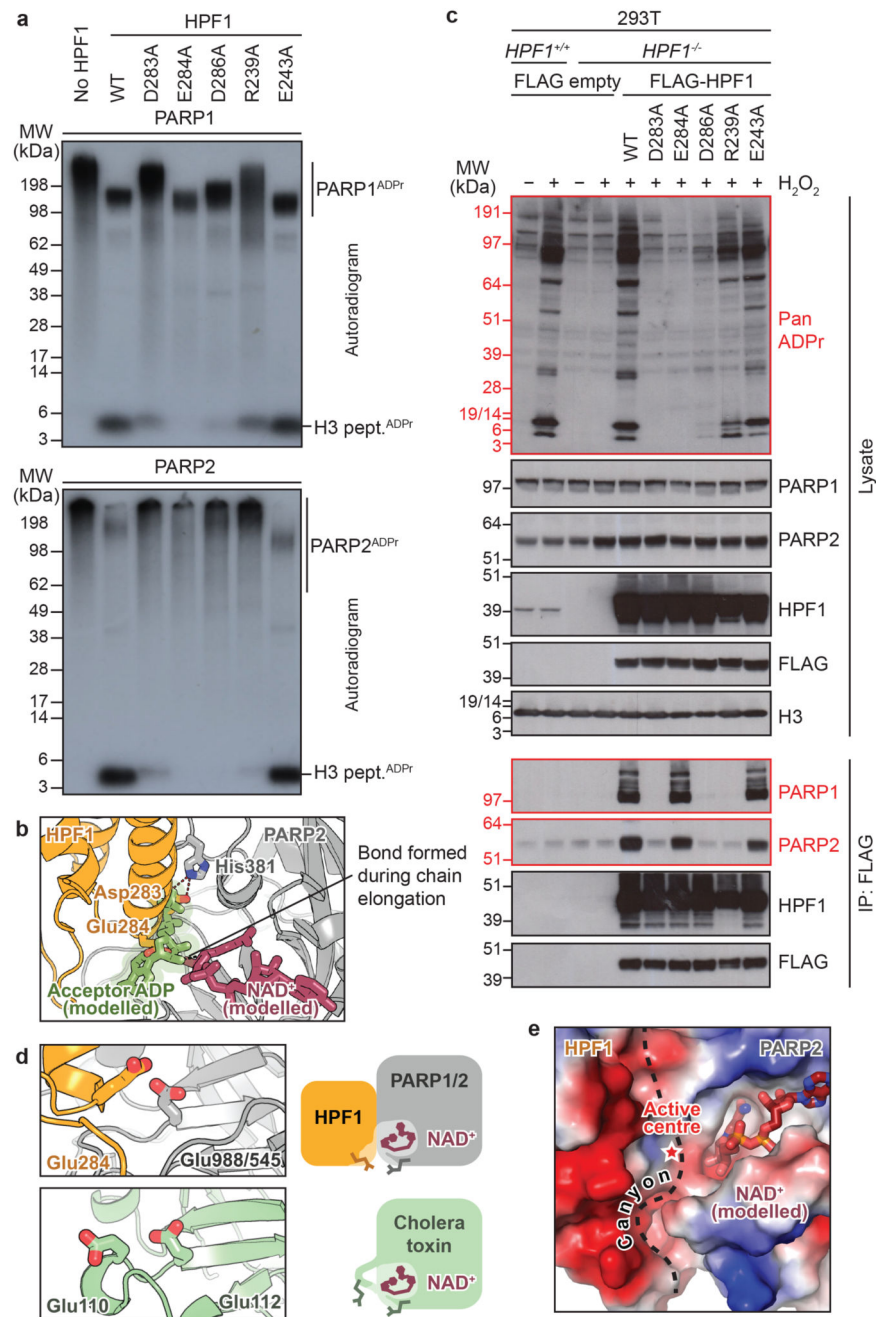 a
HPF1
No HPF1
WT
D283A
E284A
D286A
R239A
E243A
PARP1
MW
(kDa)
198
98
62
49
38
28
17
14
6
3
PARP1ADPr
Autoradiogram
H3 pept.ADPr
PARP2
MW
(kDa)
198
98
62
49
38
28
17
14
6
3
PARP2ADPr
Autoradiogram
H3 pept.ADPr
b
HPF1
PARP2
His381
Asp283
Glu284
Acceptor ADP
(modelled)
NAD+
(modelled)
Bond formed
during chain
elongation
c
293T
HPF1+/+
HPF1-/-
FLAG empty
FLAG-HPF1
WT
D283A
E284A
D286A
R239A
E243A
MW
(kDa)
− + − + + + + + + +
H2O2
191
97
64
51
39
28
19/14
6
3
Pan
ADPr
97
PARP1
64
51
PARP2
51
39
HPF1
51
39
FLAG
19/14
6
3
H3
Lysate
97
PARP1
64
51
PARP2
51
39
HPF1
51
39
FLAG
IP: FLAG
d
Glu284
Glu988/545
HPF1
PARP1/2
NAD+
Glu110
Glu112
Cholera
toxin
NAD+
e
HPF1
PARP2
Active
centre
Canyon
NAD+
(modelled)